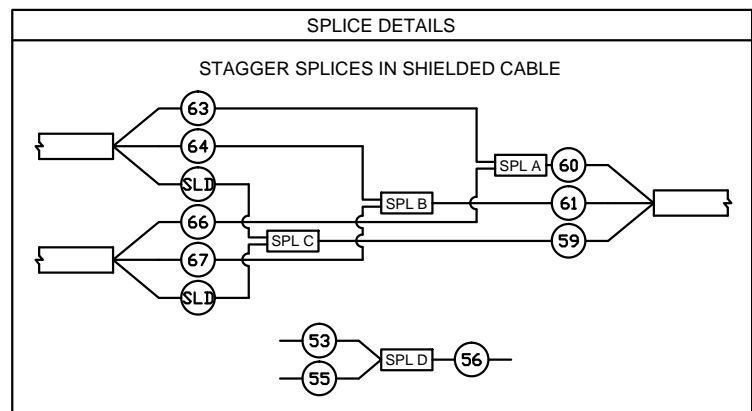 SPLICE DETAILS
STAGGER SPLICES IN SHIELDED CABLE
63
64
SPL A
60
SLD
SPL B
61
66
SPL C
59
67
SLD
53
SPL D
56
55